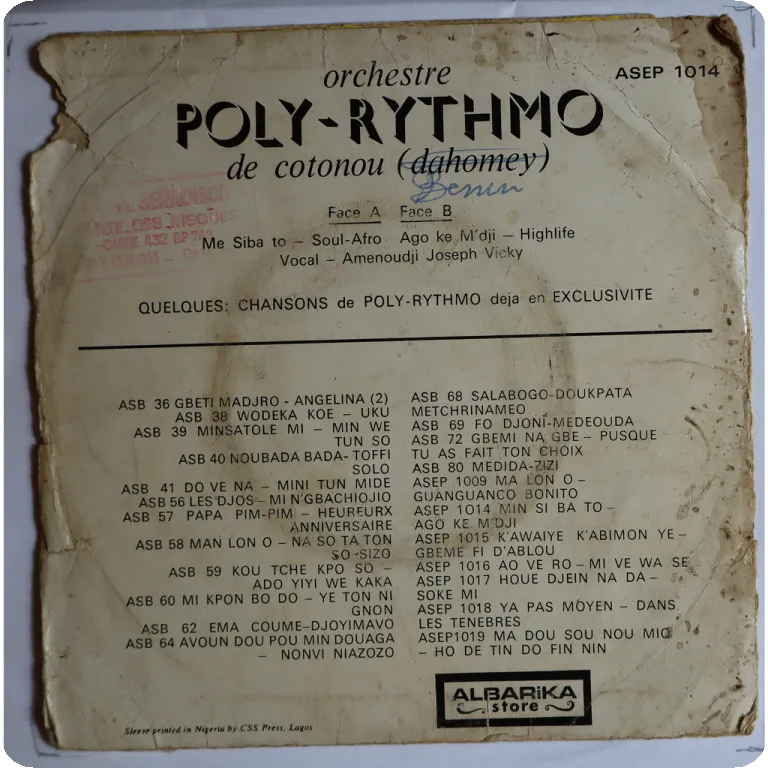 orchestre
ASEP 1014
POLY-RYTHMO
de cotonou (dahomey)
Benin
Face A Face B
SERADISCO
DES DISQUES
432 BP 749
Me Siba to – Soul-Afro Ago ke M'dji – Highlife
Vocal – Amenoudji Joseph Vicky
QUELQUES: CHANSONS de POLY-RYTHMO deja en EXCLUSIVITE
ASB 36 GBETI MADJRO - ANGELINA (2)
ASB 38 WODEKA KOE – UKU
ASB 39 MINSATOLE MI – MIN WE
TUN SO
ASB 40 NOUBADA BADA- TOFFI
SOLO
ASB 41 DO VE NA – MINI TUN MIDE
ASB 56 LES DJOS – MI N'GBACHIOJIO
ASB 57 PAPA PIM-PIM – HEUREURX
ANNIVERSAIRE
ASB 58 MAN LON O – NA SO TA TON
SO -SIZO
ASB 59 KOU TCHE KPO SO –
ADO YIYI WE KAKA
ASB 60 MI KPON BO DO – YE TON NI
GNON
ASB 62 EMA COUME-DJOYIMAVO
ASB 64 AVOUN DOU POU MIN DOUAGA
– NONVI NIAZOZO
ASB 68 SALABOGO-DOUKPATA
METCHRINAMEO
ASB 69 FO DJONI-MEDEOUDA
ASB 72 GBEMI NA GBE – PUSQUE
TU AS FAIT TON CHOIX
ASB 80 MEDIDA-ZIZI
ASEP 1009 MA LON O –
GUANGUANCO BONITO
ASEP 1014 MIN SI BA TO –
AGO KE M'DJI
ASEP 1015 K'AWAIYE K'ABIMON YE –
GBEME FI D'ABLOU
ASEP 1016 AO VE RO – MI VE WA SE
ASEP 1017 HOUE DJEIN NA DA –
SOKE MI
ASEP 1018 YA PAS MOYEN – DANS
LES TENEBRES
ASEP1019 MA DOU SOU NOU MIO
– HO DE TIN DO FIN NIN
ALBARiKA
store
Sleeve printed in Nigeria by CSS Press, Lagos